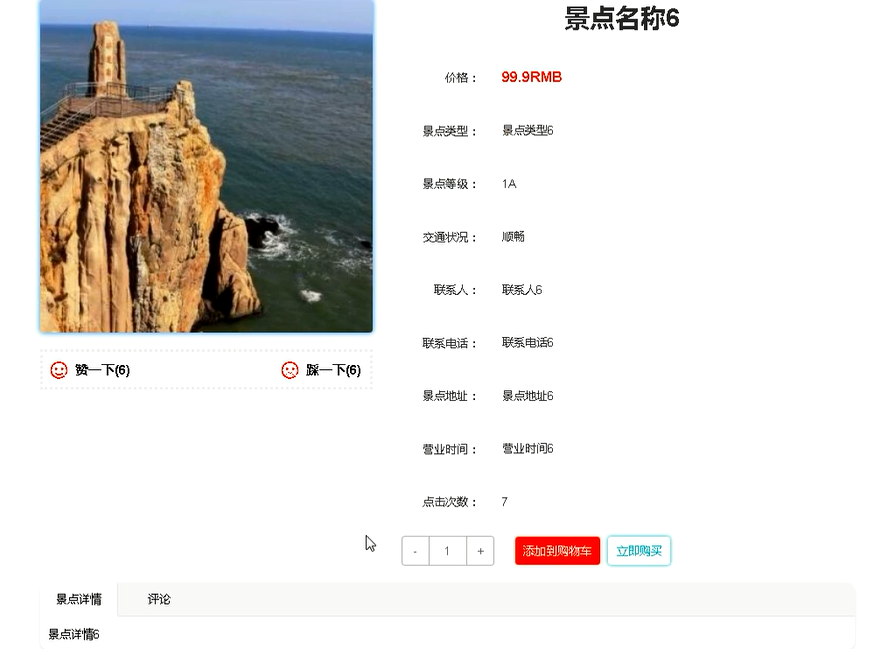 景点名称6
价格： 99.9RMB
景点类型： 景点类型6
景点等级： 1A
交通状况： 顺畅
联系人： 联系人6
联系电话： 联系电话6
赞一下(6) 踩一下(6)
景点地址： 景点地址6
营业时间： 营业时间6
点击次数： 7
- 1 + 添加到购物车 立即购买
景点详情 评论
景点详情6